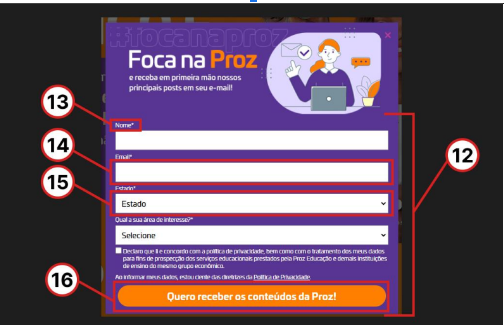 #focanaproz
Foca na Proz
e receba em primeira mão nossos
principais posts em seu e-mail!
13
Nome*
14
Email*
12
15
Estado*
Estado
Qual a sua área de interesse?*
Selecione
Declaro que li e concordo com a política de privacidade, bem como com o tratamento dos meus dados
para fins de prospecção dos serviços educacionais prestados pela Proz Educação e demais instituições
de ensino do mesmo grupo econômico.
Ao informar meus dados, estou ciente das diretrizes da Política de Privacidade
16
Quero receber os conteúdos da Proz!